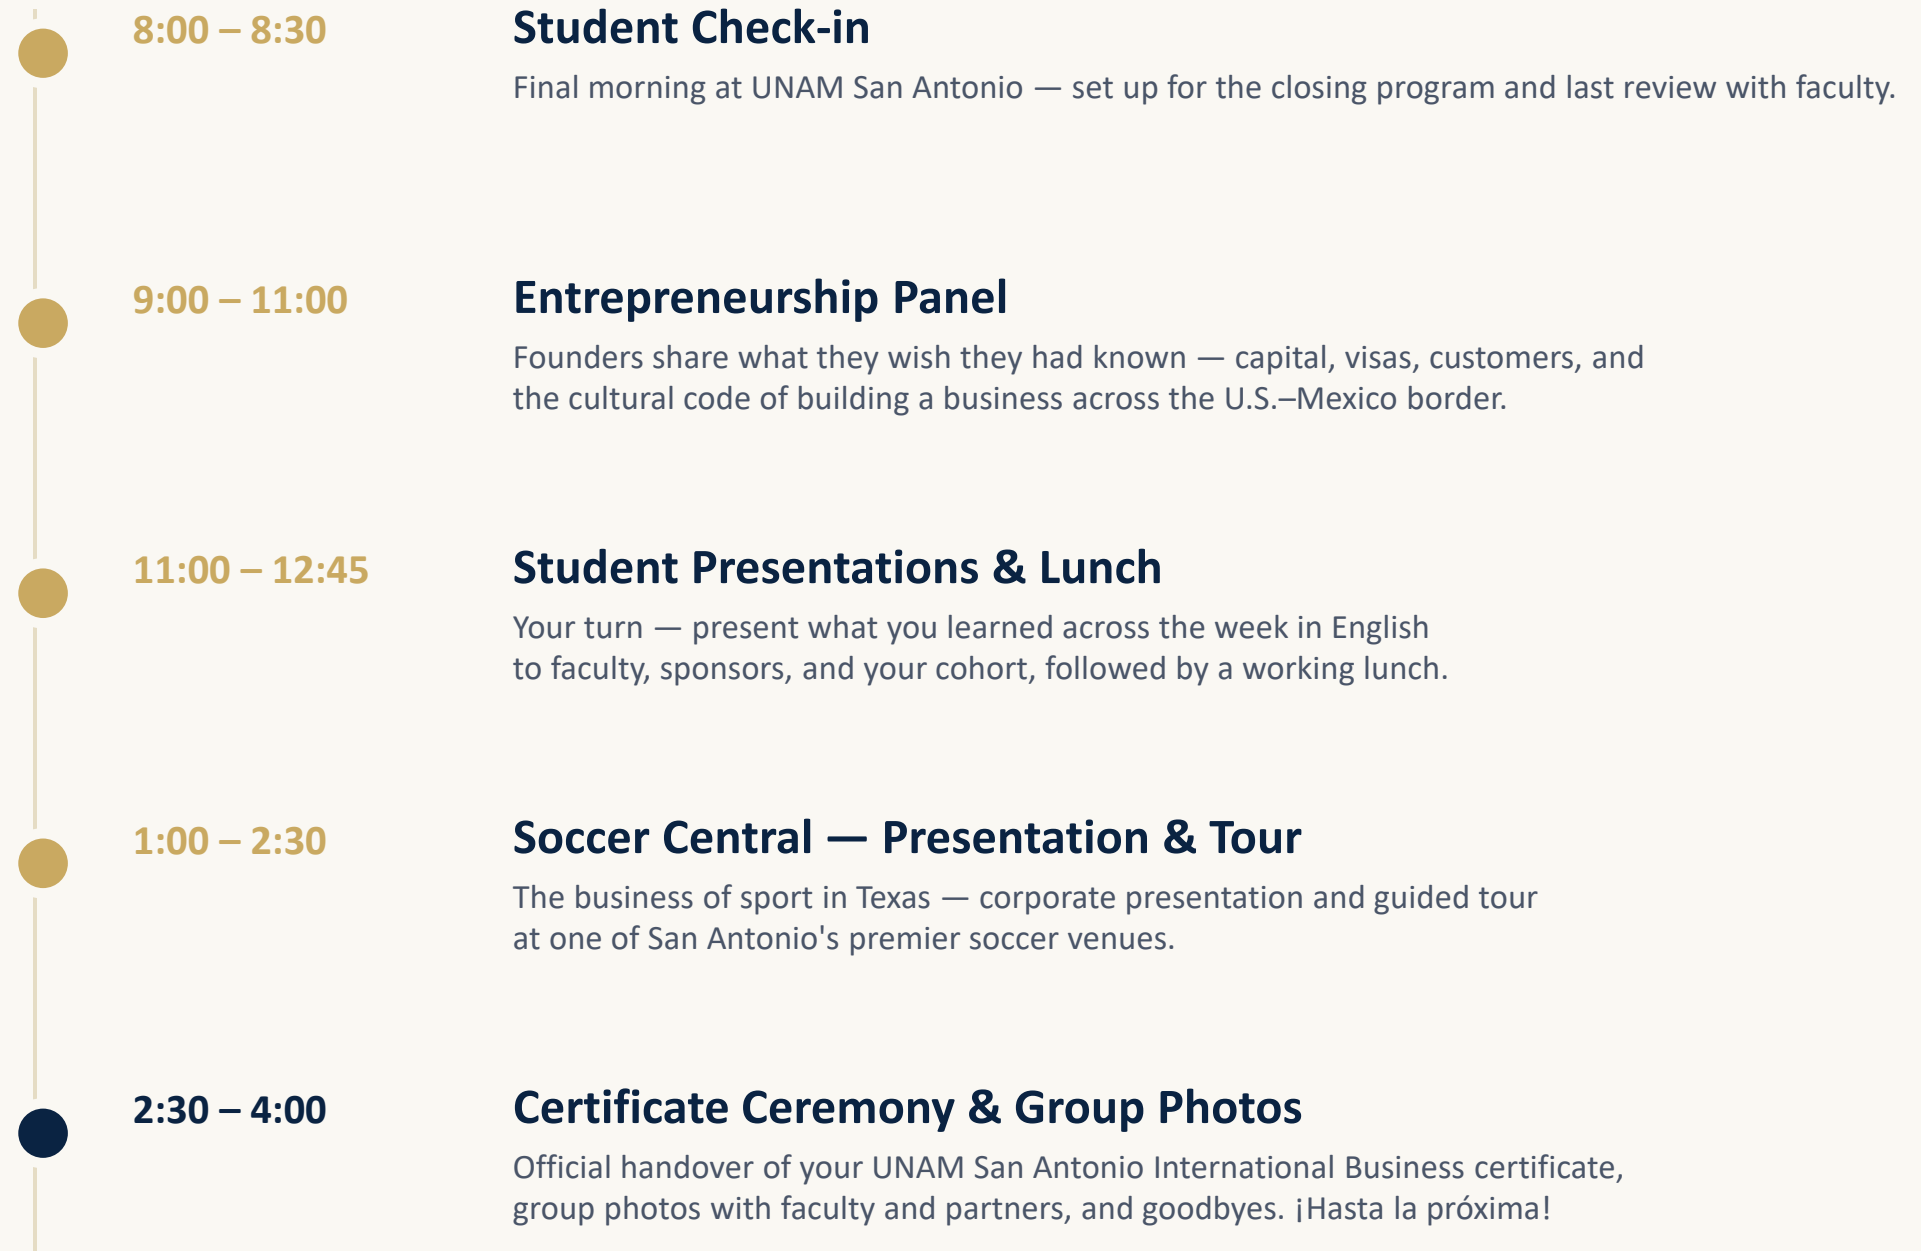 8:00 – 8:30
Student Check-in
Final morning at UNAM San Antonio — set up for the closing program and last review with faculty.
9:00 – 11:00
Entrepreneurship Panel
Founders share what they wish they had known — capital, visas, customers, and
the cultural code of building a business across the U.S.–Mexico border.
11:00 – 12:45
Student Presentations & Lunch
Your turn — present what you learned across the week in English
to faculty, sponsors, and your cohort, followed by a working lunch.
1:00 – 2:30
Soccer Central — Presentation & Tour
The business of sport in Texas — corporate presentation and guided tour
at one of San Antonio's premier soccer venues.
2:30 – 4:00
Certificate Ceremony & Group Photos
Official handover of your UNAM San Antonio International Business certificate,
group photos with faculty and partners, and goodbyes. ¡Hasta la próxima!